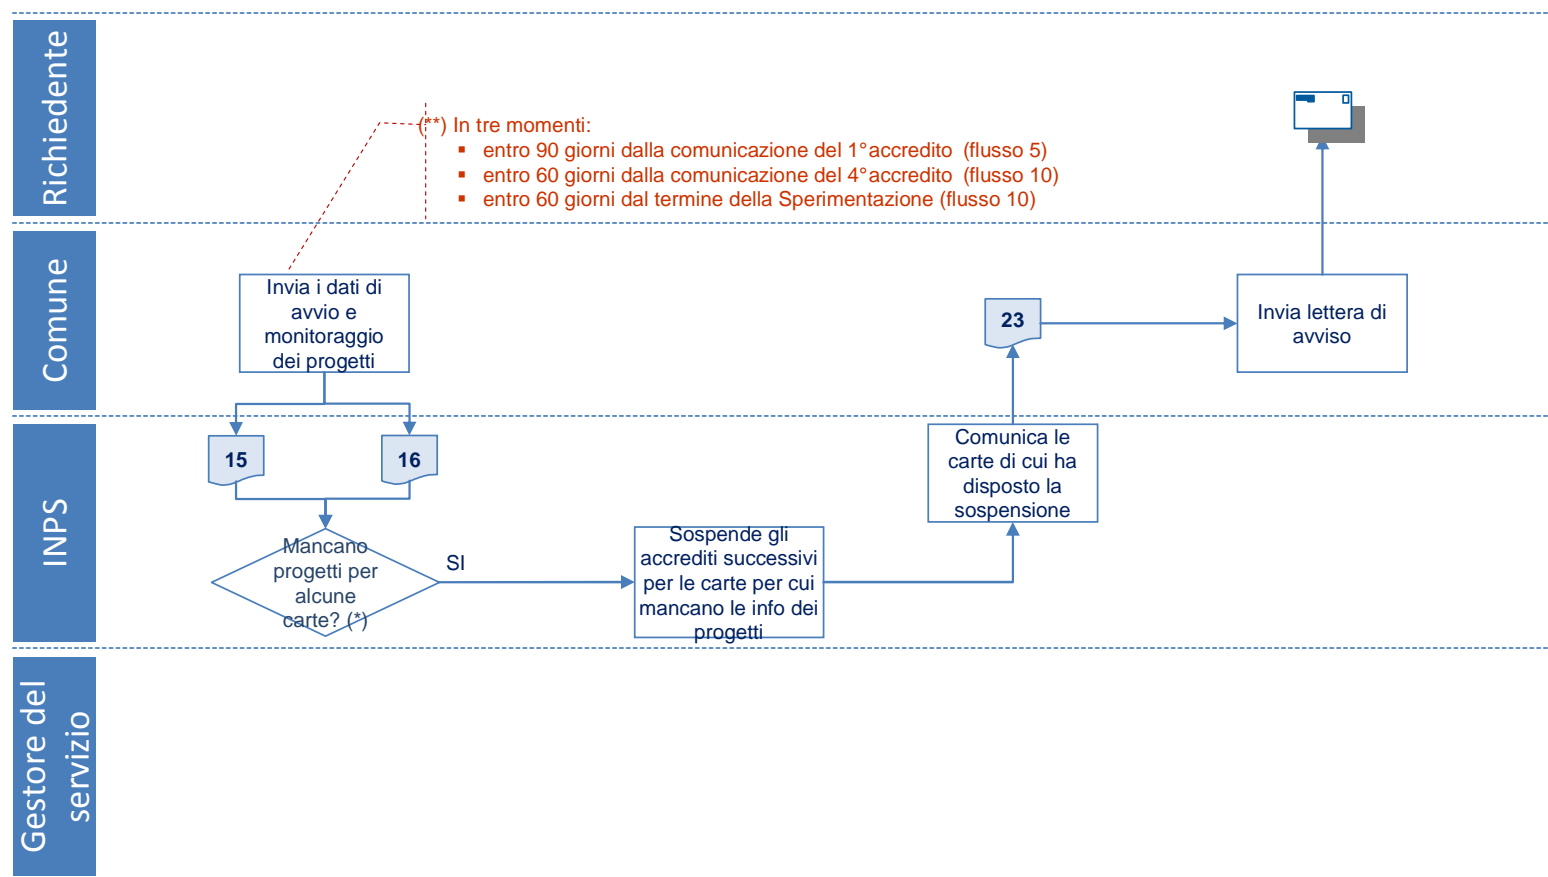 Richiedente
(**) In tre momenti:
▪ entro 90 giorni dalla comunicazione del 1°accredito (flusso 5)
▪ entro 60 giorni dalla comunicazione del 4°accredito (flusso 10)
▪ entro 60 giorni dal termine della Sperimentazione (flusso 10)
Comune
Invia i dati di
avvio e
monitoraggio
dei progetti
23
Invia lettera di
avviso
INPS
15
16
Mancano
progetti per
alcune
carte? (*)
SI
Sospende gli
accrediti successivi
per le carte per cui
mancano le info dei
progetti
Comunica le
carte di cui ha
disposto la
sospensione
Gestore del
servizio